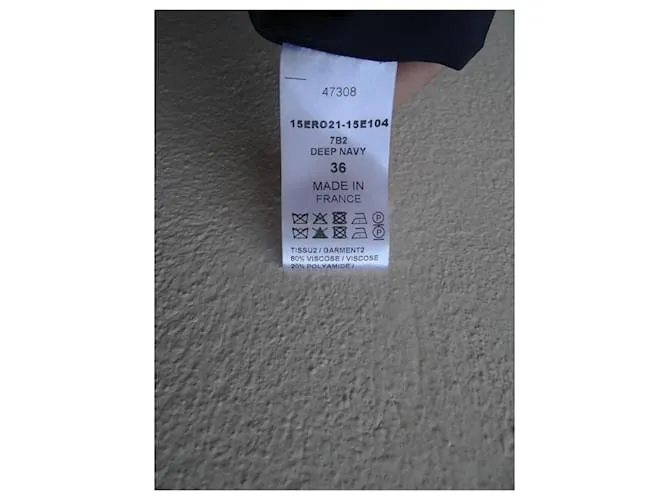 47308
15ERO21-15E104
7B2
DEEP NAVY
36
MADE IN
FRANCE
P
P
TISSU2 / GARMENT2
80% VISCOSE / VISCOSE
20% POLYAMIDE /